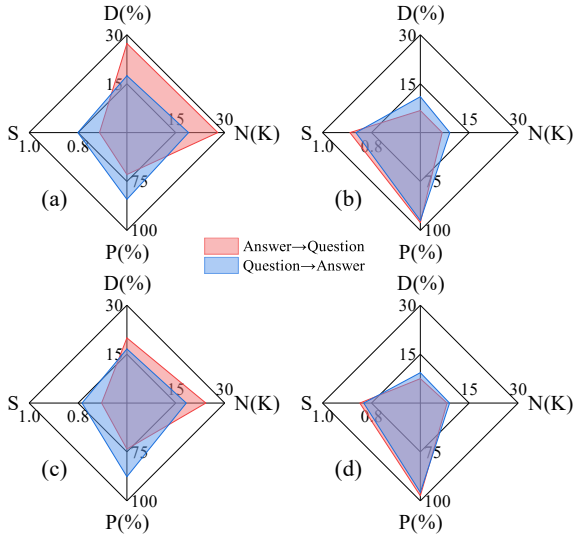 D(%)
30
15
15
30
N(K)
S
1.0
0.8
75
(a)
100
P(%)
D(%)
30
15
15
30
N(K)
S
1.0
0.8
75
(b)
100
P(%)
Answer→Question
Question→Answer
D(%)
30
15
15
30
N(K)
S
1.0
0.8
75
(c)
100
P(%)
D(%)
30
15
15
30
N(K)
S
1.0
0.8
75
(d)
100
P(%)